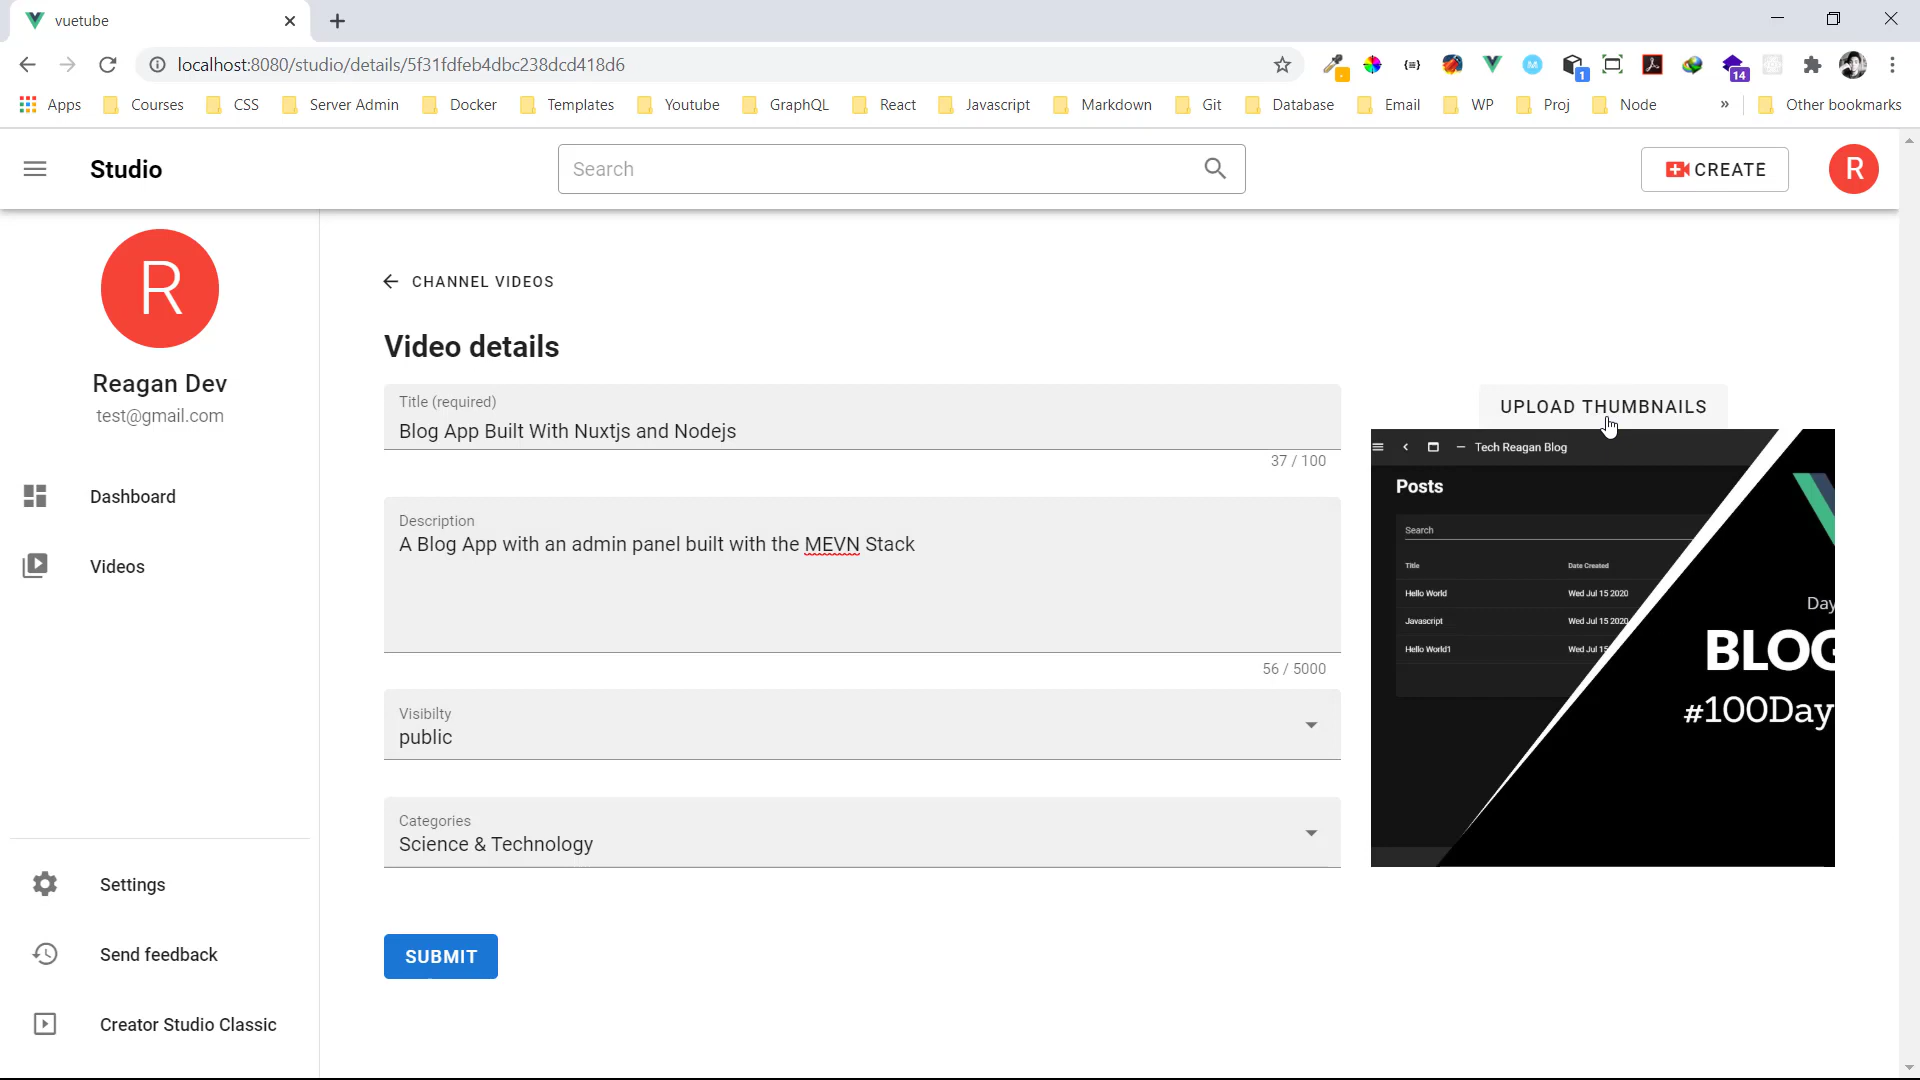 vuetube
localhost:8080/studio/details/5f31fdfeb4dbc238dcd418d6
1
14
Apps Courses CSS Server Admin Docker Templates Youtube GraphQL React Javascript Markdown Git Database Email WP Proj Node » Other bookmarks
Studio
Search
CREATE
R
R
Reagan Dev
test@gmail.com
Dashboard
Videos
Settings
Send feedback
Creator Studio Classic
CHANNEL VIDEOS
Video details
Title (required)
Blog App Built With Nuxtjs and Nodejs
37 / 100
Description
A Blog App with an admin panel built with the MEVN Stack
56 / 5000
Visibilty
public
Categories
Science & Technology
SUBMIT
UPLOAD THUMBNAILS
Tech Reagan Blog
Posts
Search
Title Date Created
Hello World Wed Jul 15 2020
Javascript Wed Jul 15 2020
Hello World1 Wed Jul 15
Day
BLOG
#100Day